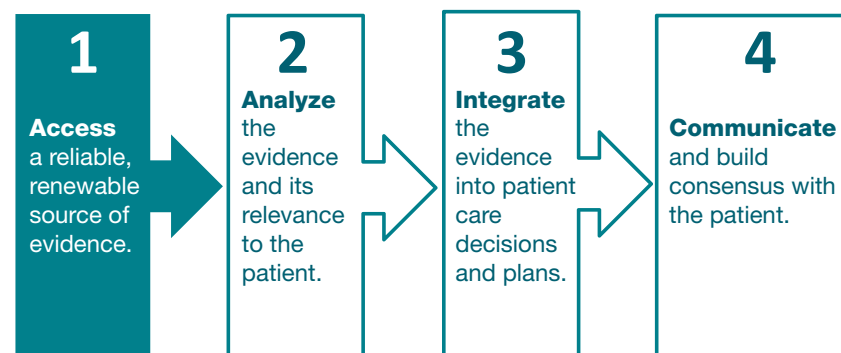 1
Access
a reliable,
renewable
source of
evidence.
2
Analyze
the
evidence
and its
relevance
to the
patient.
3
Integrate
the
evidence
into patient
care
decisions
and plans.
4
Communicate
and build
consensus with
the patient.